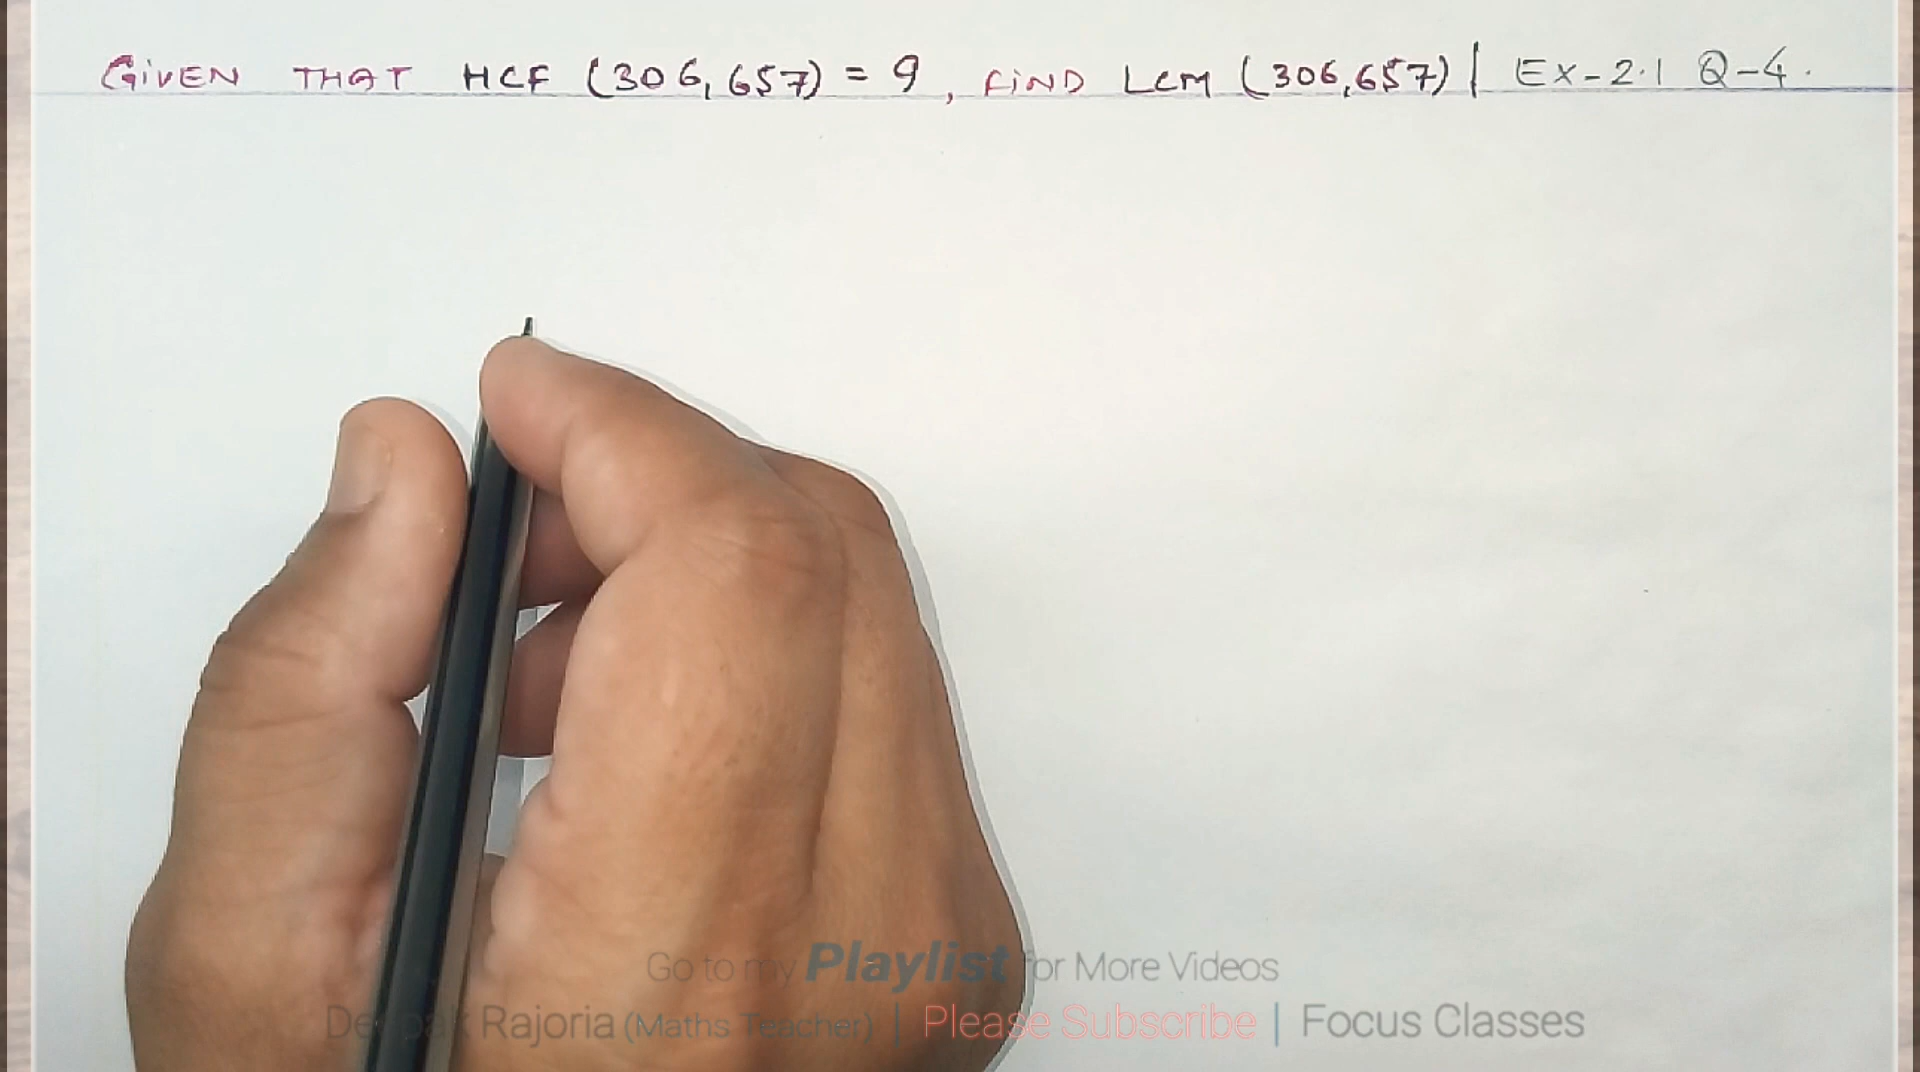 GIVEN THAT HCF (306, 657) = 9, FIND LCM (306,657) | EX-2.1 Q-4.
Go to my Playlist for More Videos
Deepak Rajoria (Maths Teacher) | Please Subscribe | Focus Classes